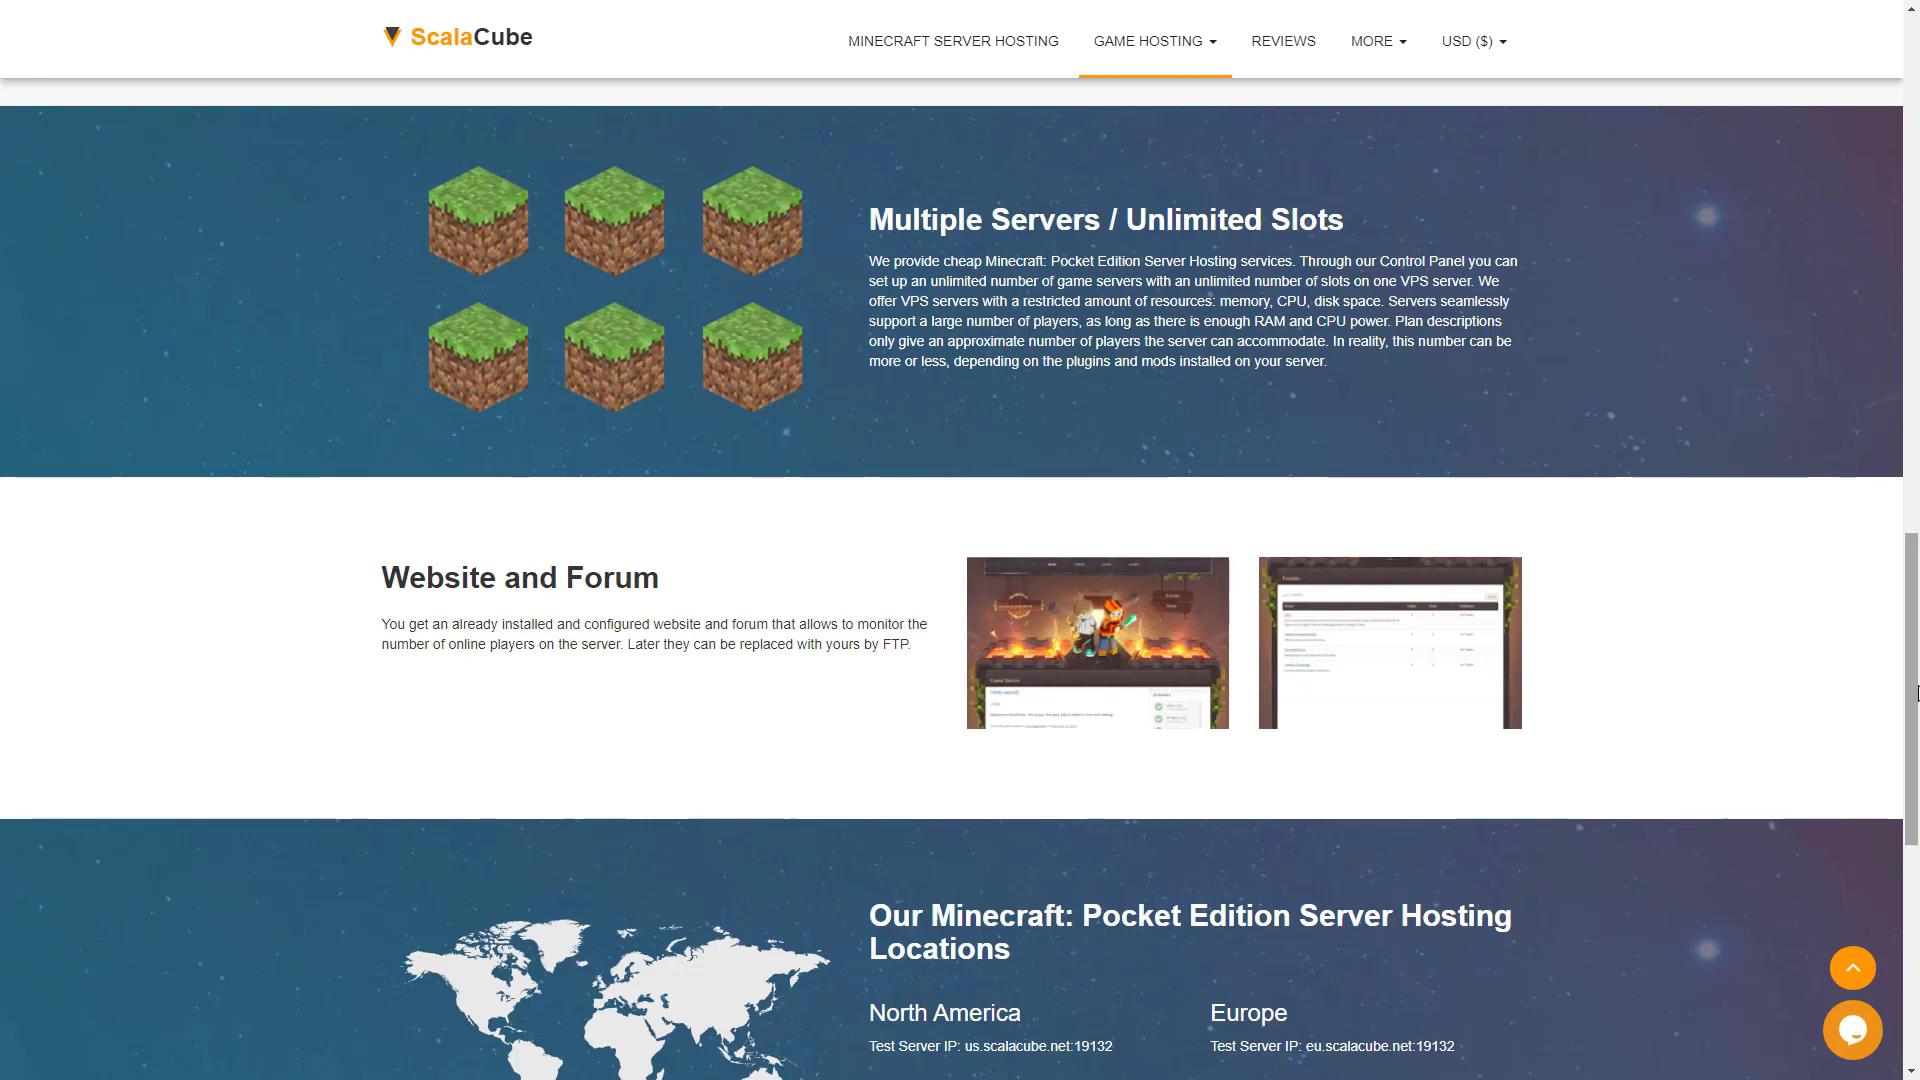 ScalaCube
MINECRAFT SERVER HOSTING
GAME HOSTING
REVIEWS
MORE
USD ($)
Multiple Servers / Unlimited Slots
We provide cheap Minecraft: Pocket Edition Server Hosting services. Through our Control Panel you can
set up an unlimited number of game servers with an unlimited number of slots on one VPS server. We
offer VPS servers with a restricted amount of resources: memory, CPU, disk space. Servers seamlessly
support a large number of players, as long as there is enough RAM and CPU power. Plan descriptions
only give an approximate number of players the server can accommodate. In reality, this number can be
more or less, depending on the plugins and mods installed on your server.
Website and Forum
You get an already installed and configured website and forum that allows to monitor the
number of online players on the server. Later they can be replaced with yours by FTP.
Game Server
Hello world!
Forums
Our Minecraft: Pocket Edition Server Hosting
Locations
North America
Test Server IP: us.scalacube.net:19132
Europe
Test Server IP: eu.scalacube.net:19132